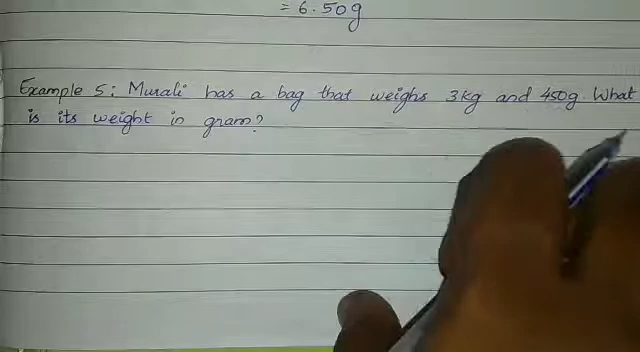 = 6.50g
Example 5: Murali has a bag that weighs 3kg and 450g. What
is its weight in gram?